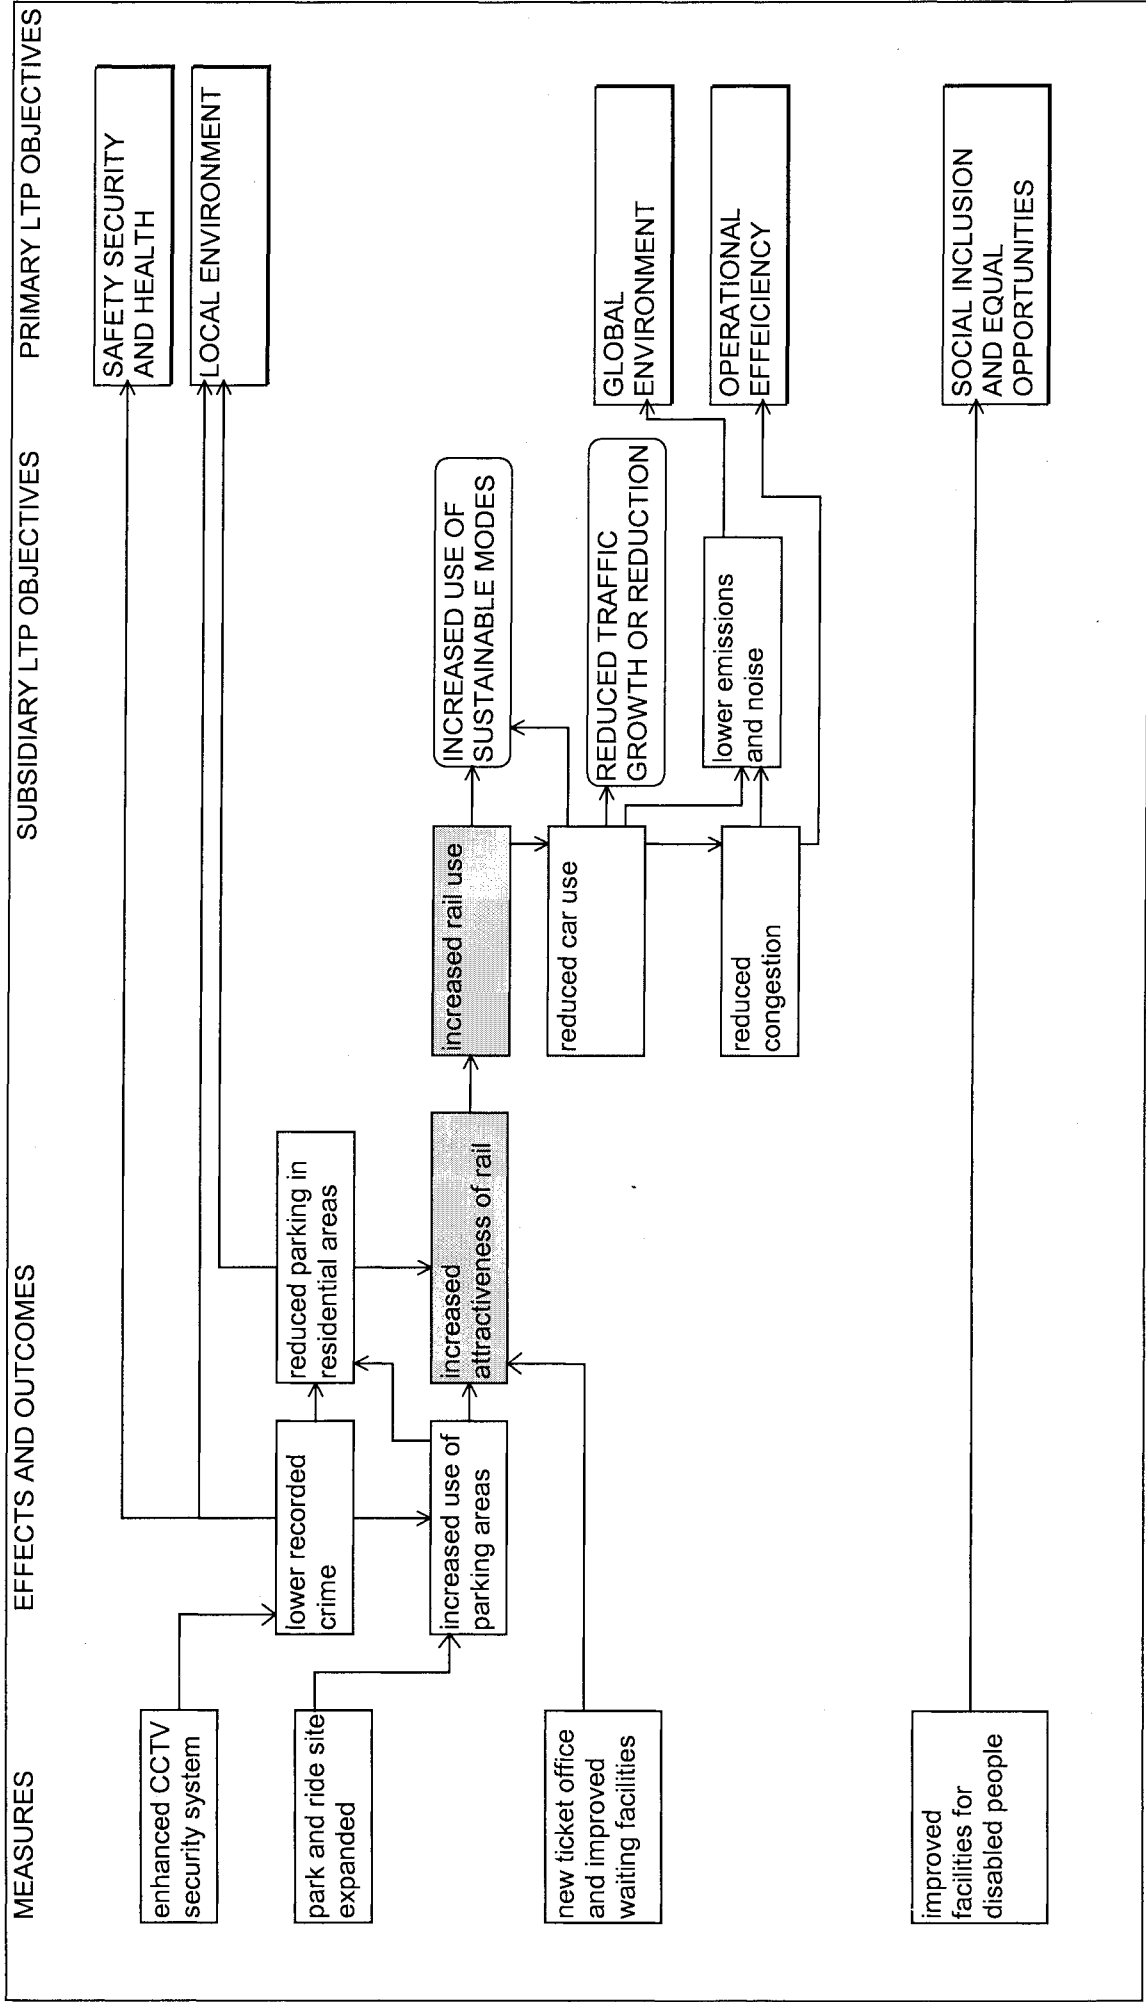 MEASURES
EFFECTS AND OUTCOMES
SUBSIDIARY LTP OBJECTIVES
PRIMARY LTP OBJECTIVES
enhanced CCTV
security system
park and ride site
expanded
new ticket office
and improved
waiting facilities
improved
facilities for
disabled people
lower recorded
crime
increased use of
parking areas
reduced parking in
residential areas
increased
attractiveness of rail
increased rail use
reduced car use
reduced
congestion
INCREASED USE OF
SUSTAINABLE MODES
REDUCED TRAFFIC
GROWTH OR REDUCTION
lower emissions
and noise
SAFETY SECURITY
AND HEALTH
LOCAL ENVIRONMENT
GLOBAL
ENVIRONMENT
OPERATIONAL
EFFEICIENCY
SOCIAL INCLUSION
AND EQUAL
OPPORTUNITIES